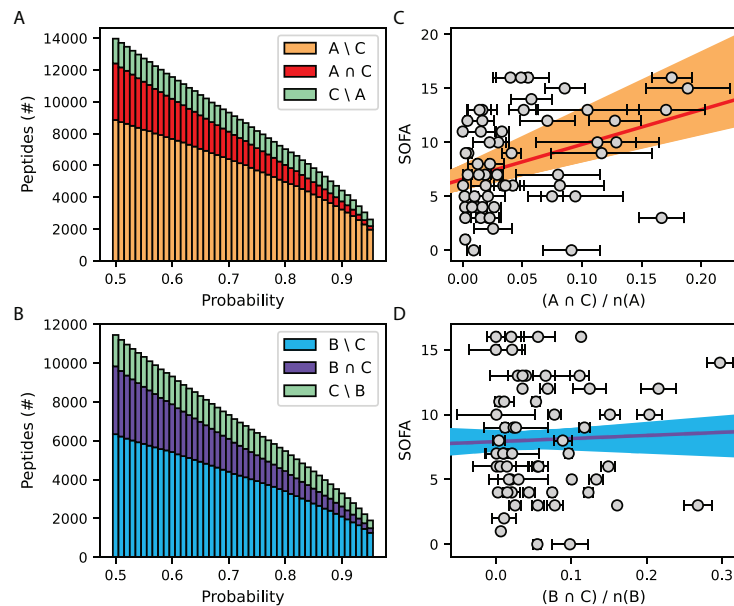 A
14000
12000
10000
8000
6000
4000
2000
0
Peptides (#)
A \ C
A ∩ C
C \ A
0.5
0.6
0.7
0.8
0.9
Probability
C
20
15
10
5
0
SOFA
0.00
0.05
0.10
0.15
0.20
(A ∩ C) / n(A)
B
12000
10000
8000
6000
4000
2000
0
Peptides (#)
B \ C
B ∩ C
C \ B
0.5
0.6
0.7
0.8
0.9
Probability
D
15
10
5
0
SOFA
0.0
0.1
0.2
0.3
(B ∩ C) / n(B)